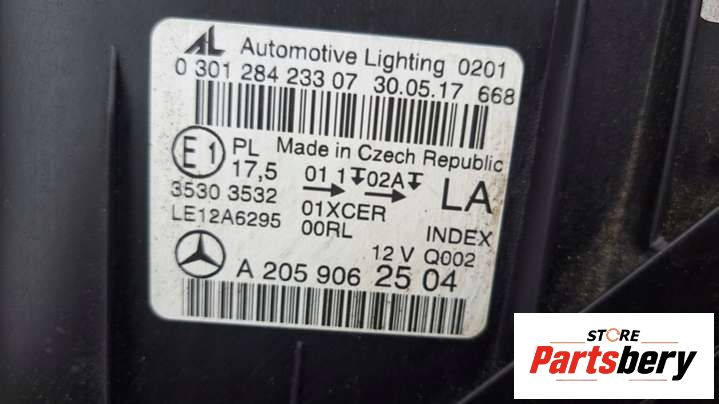 AL Automotive Lighting 0201
0 301 284 233 07 30.05.17 668
E1 PL Made in Czech Republic
17,5 01 1 02A LA
3530 3532 01XCER
LE12A6295 00RL INDEX
12 V Q002
A 205 906 25 04
STORE
Partsbery